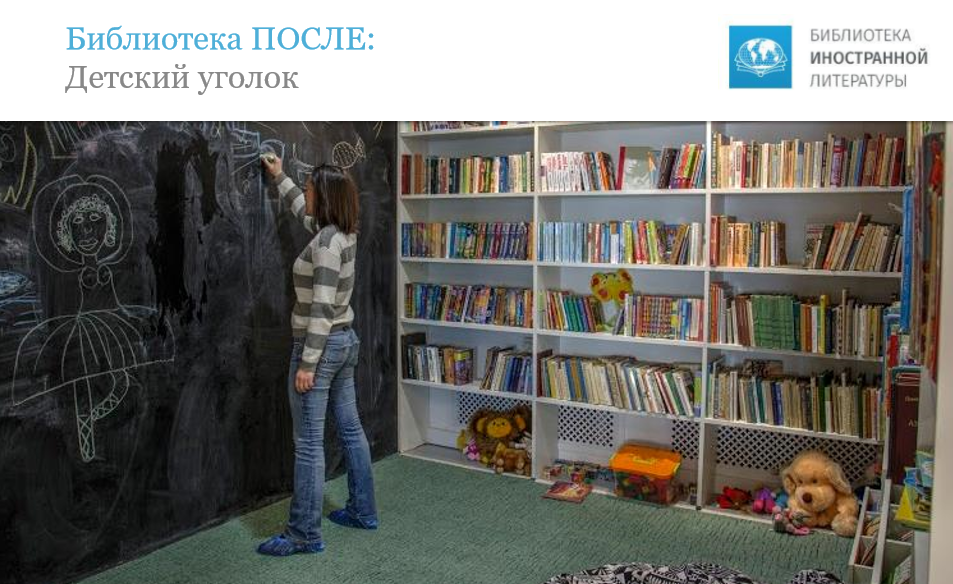 Библиотека ПОСЛЕ:
Детский уголок
БИБЛИОТЕКА
ИНОСТРАННОЙ
ЛИТЕРАТУРЫ